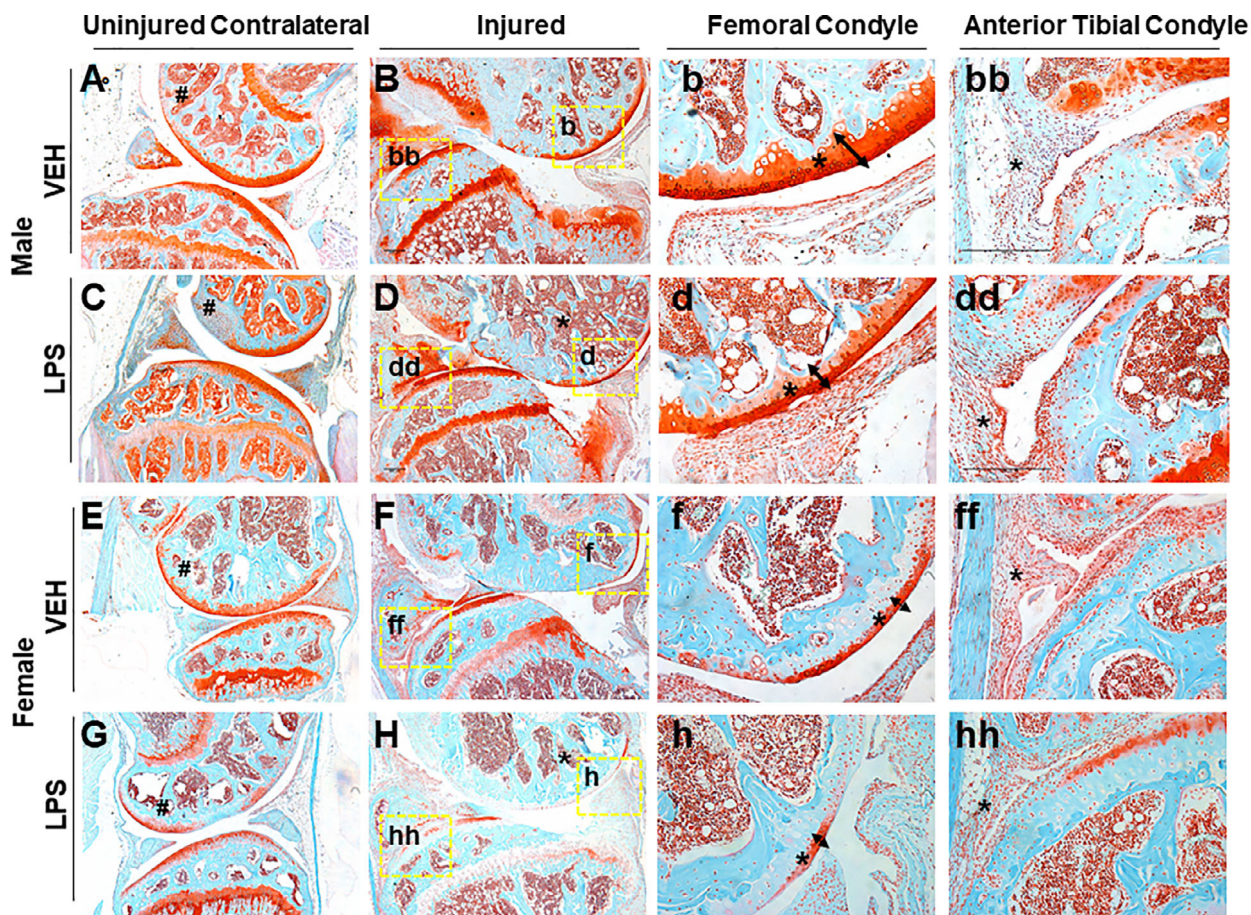 Uninjured Contralateral Injured Femoral Condyle Anterior Tibial Condyle
Male
VEH
A # B b bb b * bb *
LPS
C # D * d dd d * dd *
Female
VEH
E # F f ff f * ff *
LPS
G # H * h hh h * hh *